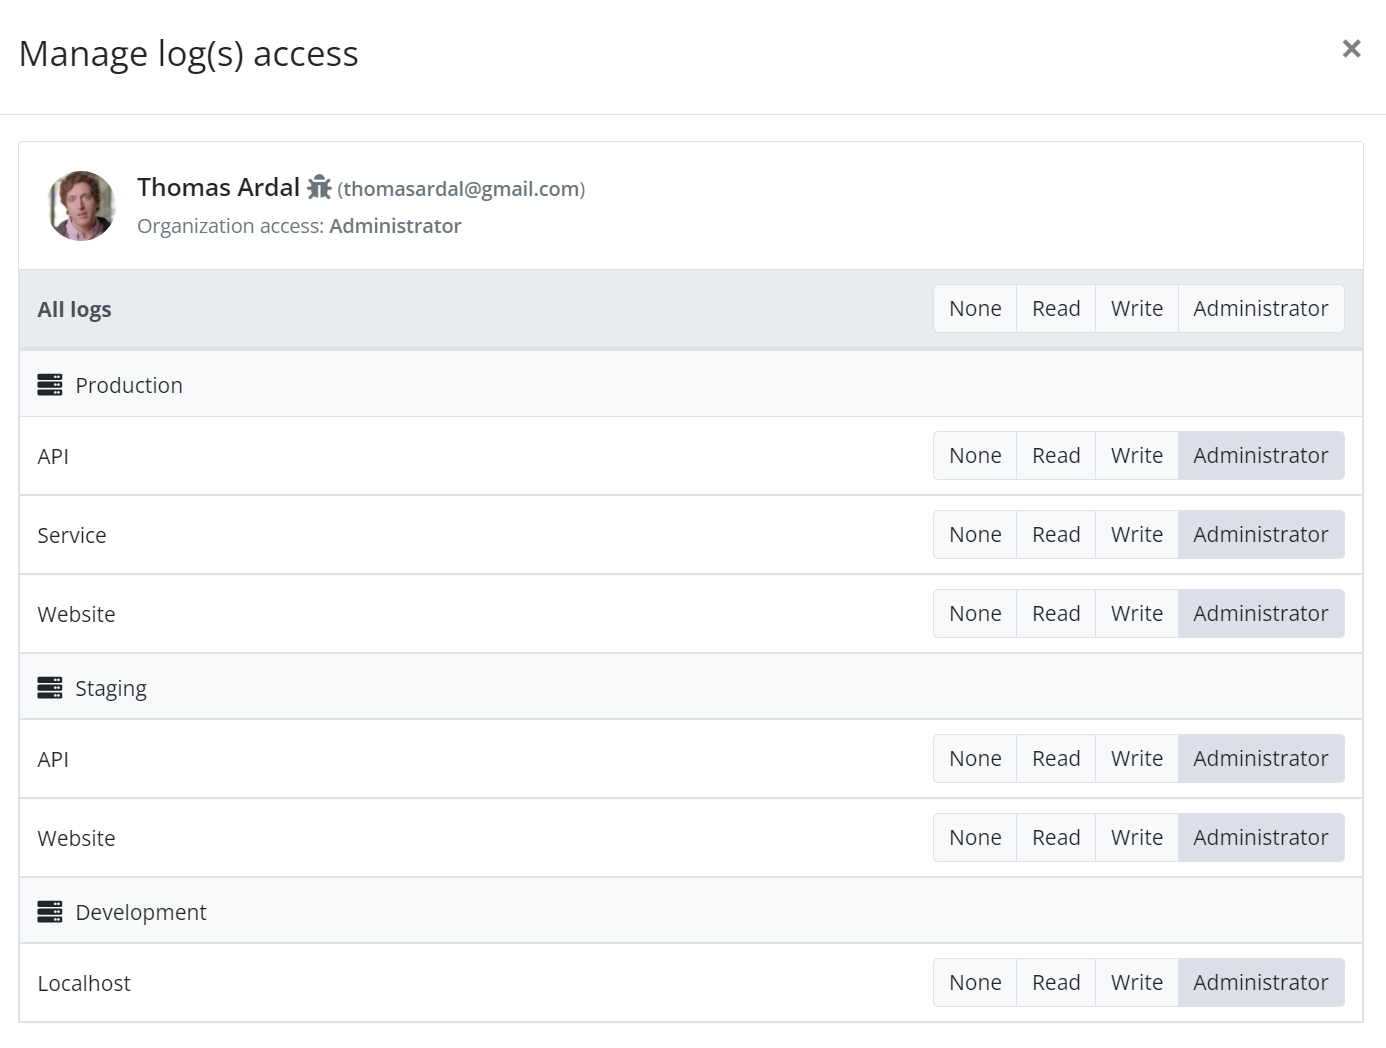 Manage log(s) access
Thomas Ardal (thomasardal@gmail.com)
Organization access: Administrator
All logs None Read Write Administrator
Production
API None Read Write Administrator
Service None Read Write Administrator
Website None Read Write Administrator
Staging
API None Read Write Administrator
Website None Read Write Administrator
Development
Localhost None Read Write Administrator